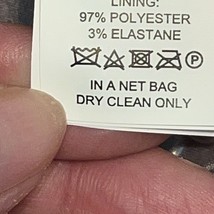 LINING:
97% POLYESTER
3% ELASTANE
P
IN A NET BAG
DRY CLEAN ONLY